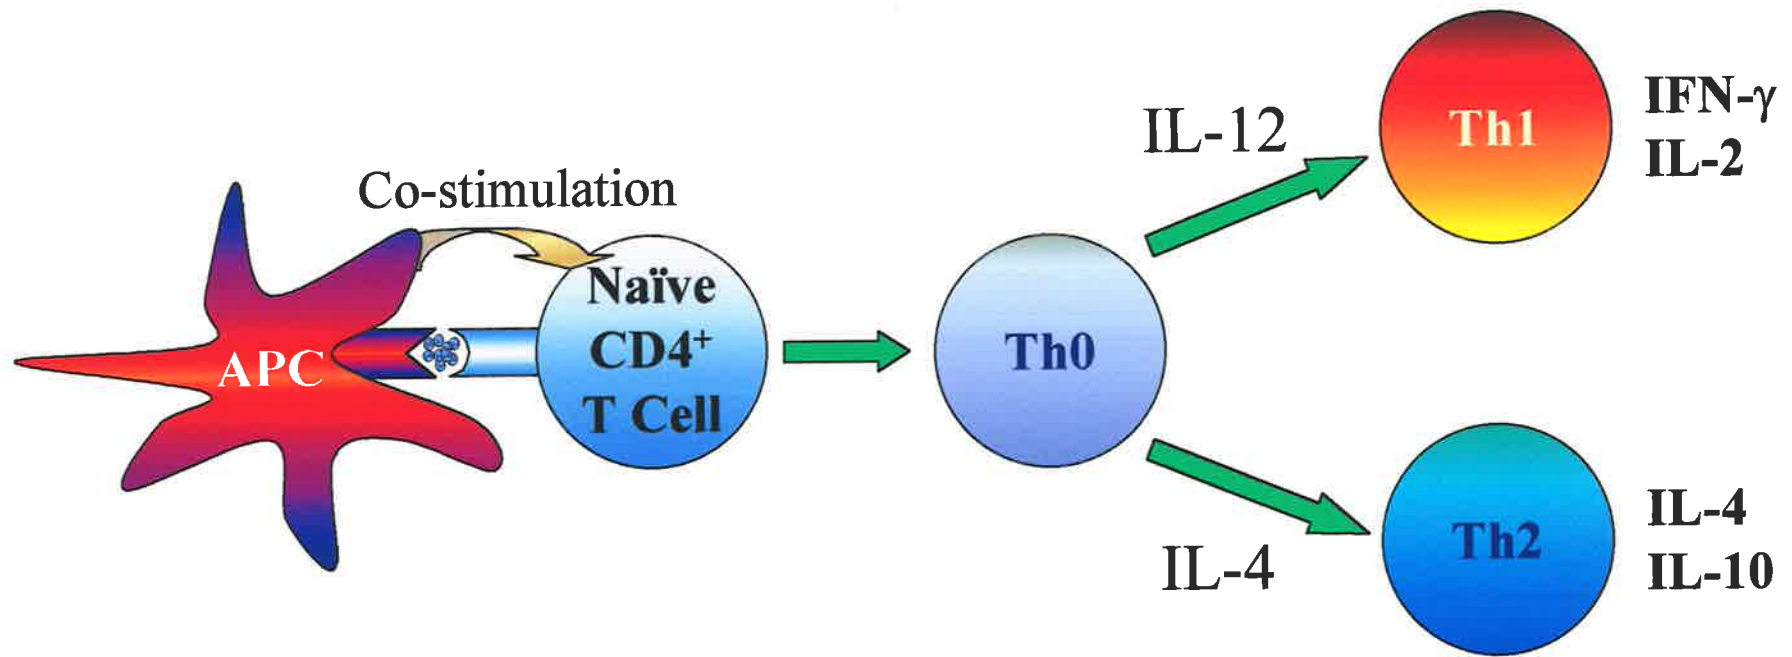 Co-stimulation
APC
Naïve
CD4⁺
T Cell
Th0
IL-12
Th1
IFN-γ
IL-2
IL-4
Th2
IL-4
IL-10